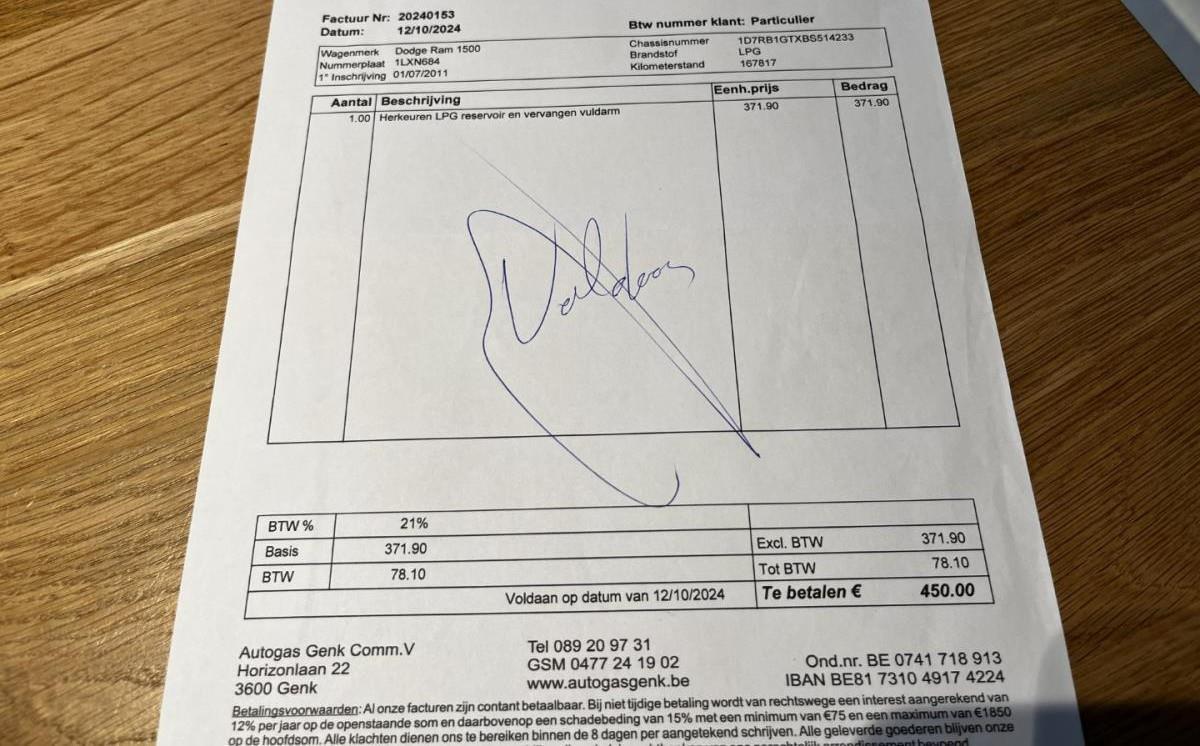 Factuur Nr: 20240153
Datum: 12/10/2024
Btw nummer klant: Particulier
Wagenmerk Dodge Ram 1500
Nummerplaat 1LXN684
1° Inschrijving 01/07/2011
Chassisnummer 1D7RB1GTXBS514233
Brandstof LPG
Kilometerstand 167817
Aantal Beschrijving Eenh.prijs Bedrag
1.00 Herkeuren LPG reservoir en vervangen vuldarm 371.90 371.90
Voldaan
BTW % 21%
Basis 371.90
BTW 78.10
Excl. BTW 371.90
Tot BTW 78.10
Voldaan op datum van 12/10/2024 Te betalen € 450.00
Autogas Genk Comm.V
Horizonlaan 22
3600 Genk
Tel 089 20 97 31
GSM 0477 24 19 02
www.autogasgenk.be
Ond.nr. BE 0741 718 913
IBAN BE81 7310 4917 4224
Betalingsvoorwaarden: Al onze facturen zijn contant betaalbaar. Bij niet tijdige betaling wordt van rechtswege een interest aangerekend van
12% per jaar op de openstaande som en daarbovenop een schadebeding van 15% met een minimum van €75 en een maximum van €1850
op de hoofdsom. Alle klachten dienen ons te bereiken binnen de 8 dagen per aangetekend schrijven. Alle geleverde goederen blijven onze